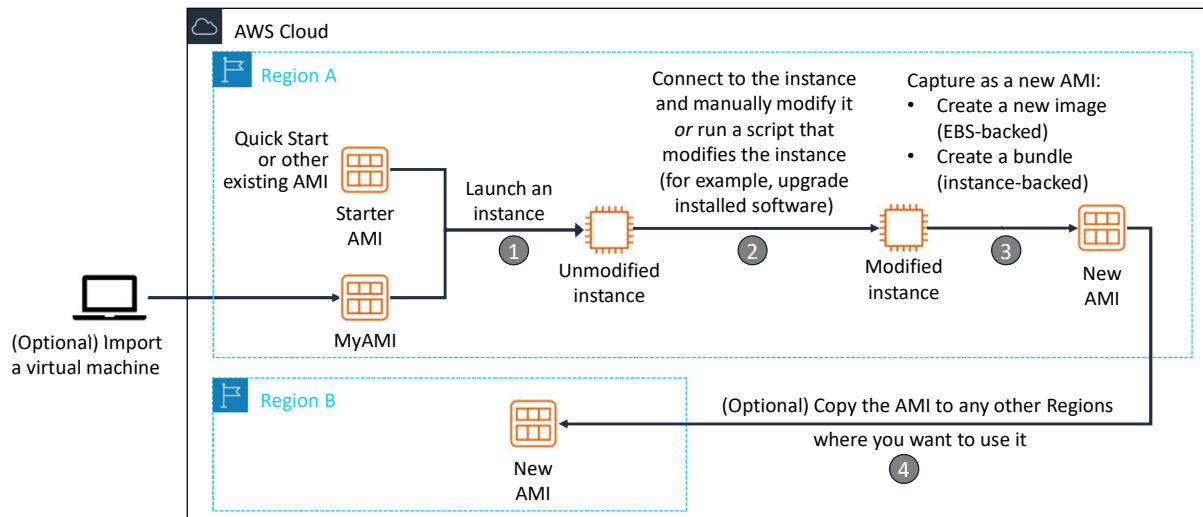 AWS Cloud
Region A
Quick Start
or other
existing AMI
Starter
AMI
MyAMI
(Optional) Import
a virtual machine
Launch an
instance
1
Unmodified
instance
Connect to the instance
and manually modify it
or run a script that
modifies the instance
(for example, upgrade
installed software)
2
Modified
instance
Capture as a new AMI:
• Create a new image
(EBS-backed)
• Create a bundle
(instance-backed)
3
New
AMI
Region B
New
AMI
(Optional) Copy the AMI to any other Regions
where you want to use it
4